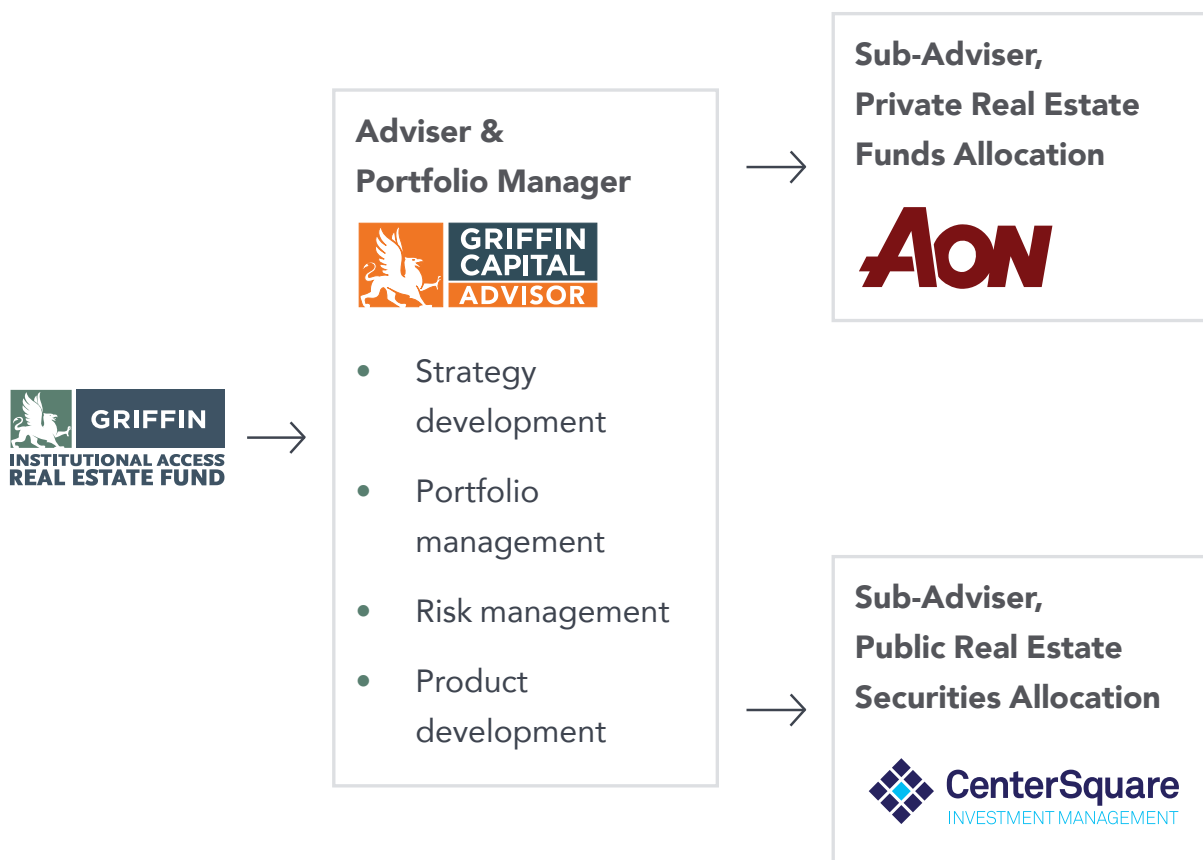 GRIFFIN
INSTITUTIONAL ACCESS
REAL ESTATE FUND
Adviser &
Portfolio Manager
GRIFFIN
CAPITAL
ADVISOR
• Strategy
development
• Portfolio
management
• Risk management
• Product
development
Sub-Adviser,
Private Real Estate
Funds Allocation
AON
Sub-Adviser,
Public Real Estate
Securities Allocation
CenterSquare
INVESTMENT MANAGEMENT